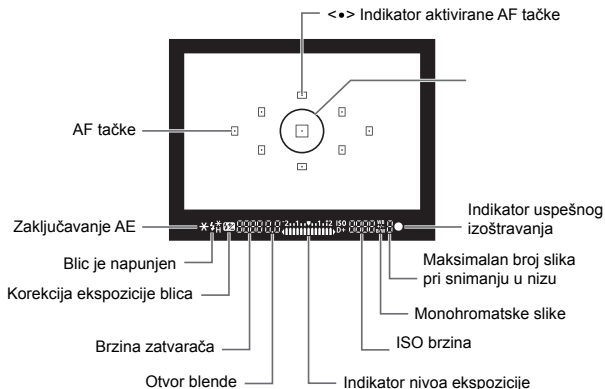 <•> Indikator aktivirane AF tačke
AF tačke
Zaključavanje AE
Indikator uspešnog
izoštravanja
Blic je napunjen
Maksimalan broj slika
pri snimanju u nizu
Korekcija ekspozicije blica
Monohromatske slike
Brzina zatvarača
ISO brzina
Otvor blende
Indikator nivoa ekspozicije